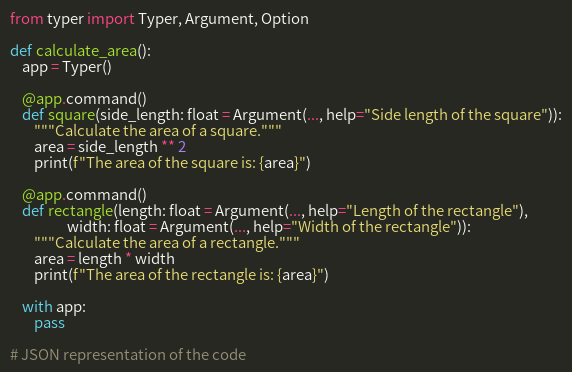 from typer import Typer, Argument, Option
def calculate_area():
app = Typer()
@app.command()
def square(side_length: float = Argument(..., help="Side length of the square")):
"""Calculate the area of a square."""
area = side_length ** 2
print(f"The area of the square is: {area}")
@app.command()
def rectangle(length: float = Argument(..., help="Length of the rectangle"),
width: float = Argument(..., help="Width of the rectangle")):
"""Calculate the area of a rectangle."""
area = length * width
print(f"The area of the rectangle is: {area}")
with app:
pass
# JSON representation of the code